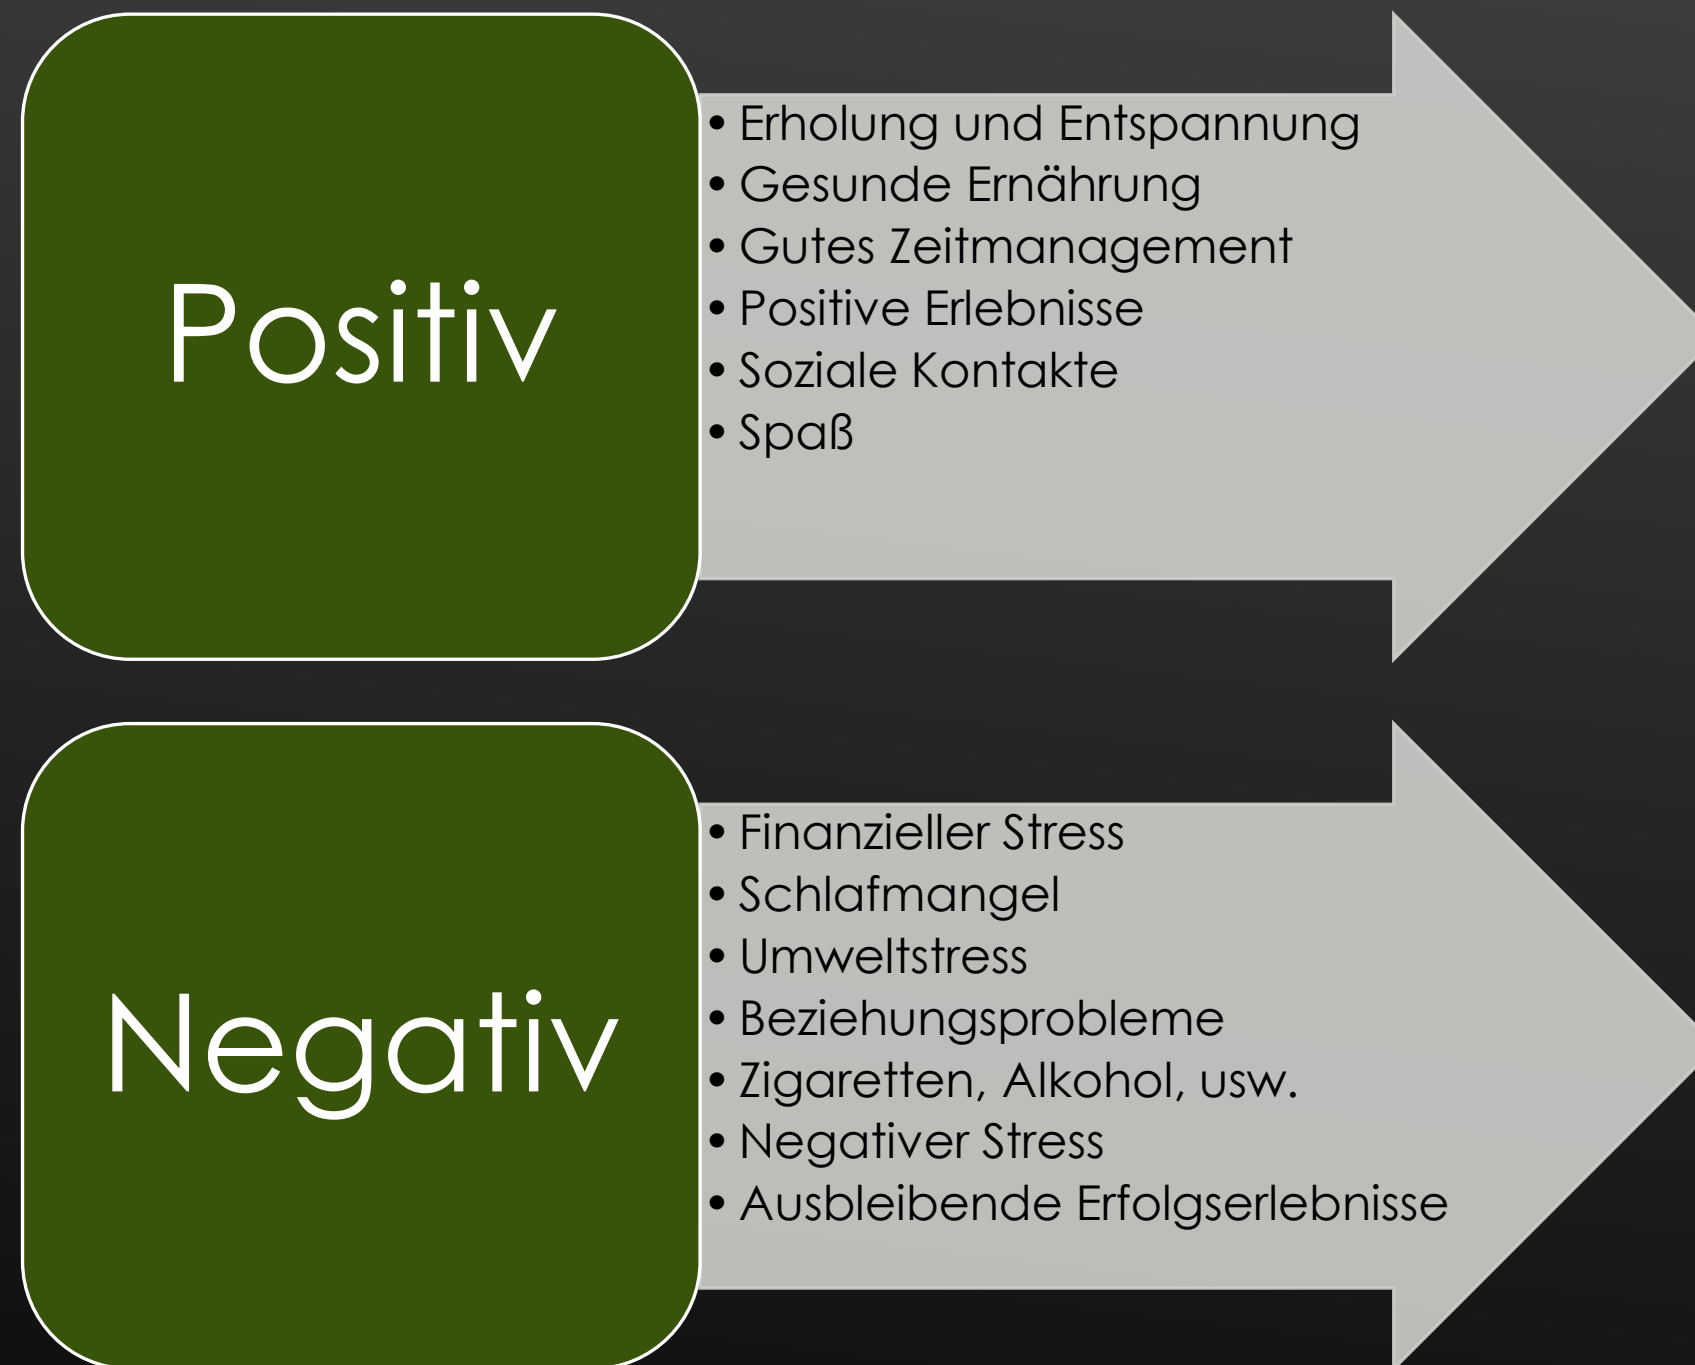 Positiv
• Erholung und Entspannung
• Gesunde Ernährung
• Gutes Zeitmanagement
• Positive Erlebnisse
• Soziale Kontakte
• Spaß
Negativ
• Finanzieller Stress
• Schlafmangel
• Umweltstress
• Beziehungsprobleme
• Zigaretten, Alkohol, usw.
• Negativer Stress
• Ausbleibende Erfolgserlebnisse